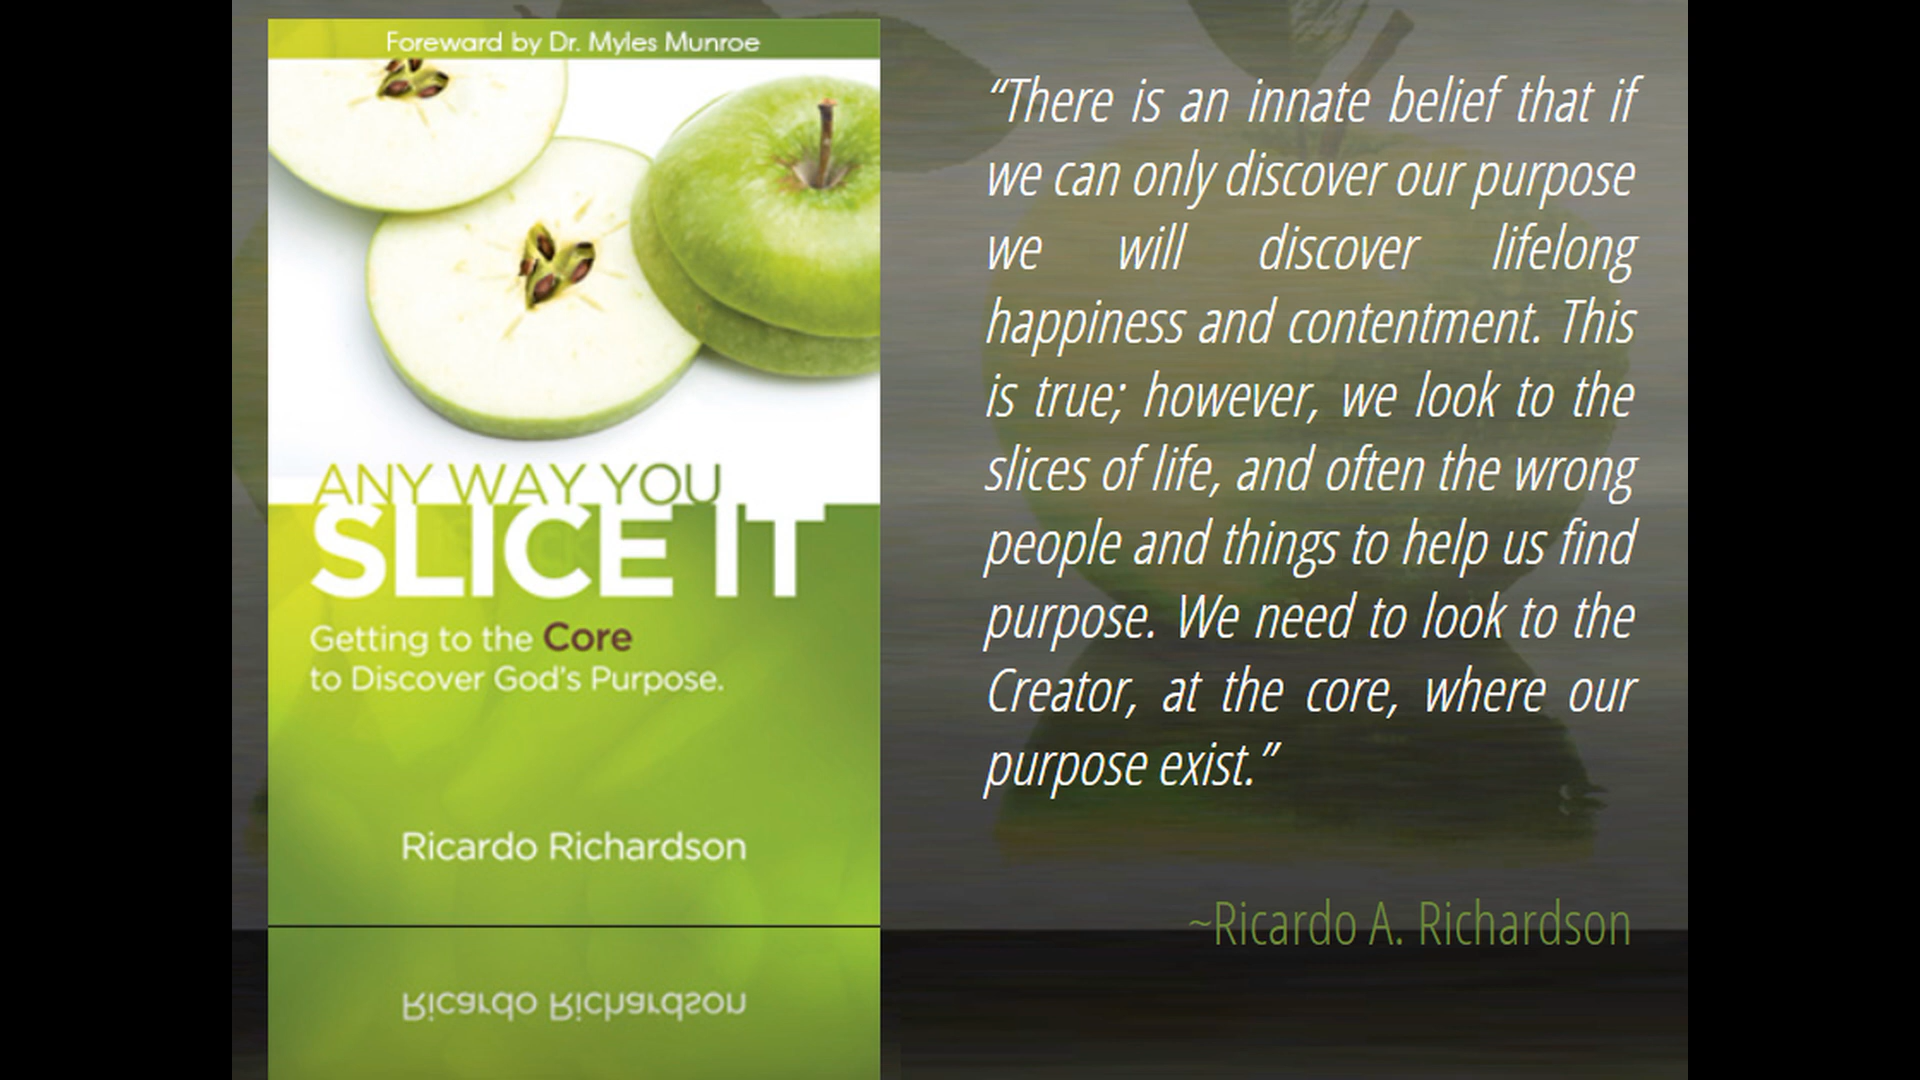 Foreward by Dr. Myles Munroe
ANY WAY YOU
SLICE IT
Getting to the Core
to Discover God's Purpose.
Ricardo Richardson
Ricardo Richardson
“There is an innate belief that if
we can only discover our purpose
we will discover lifelong
happiness and contentment. This
is true; however, we look to the
slices of life, and often the wrong
people and things to help us find
purpose. We need to look to the
Creator, at the core, where our
purpose exist.”
~Ricardo A. Richardson